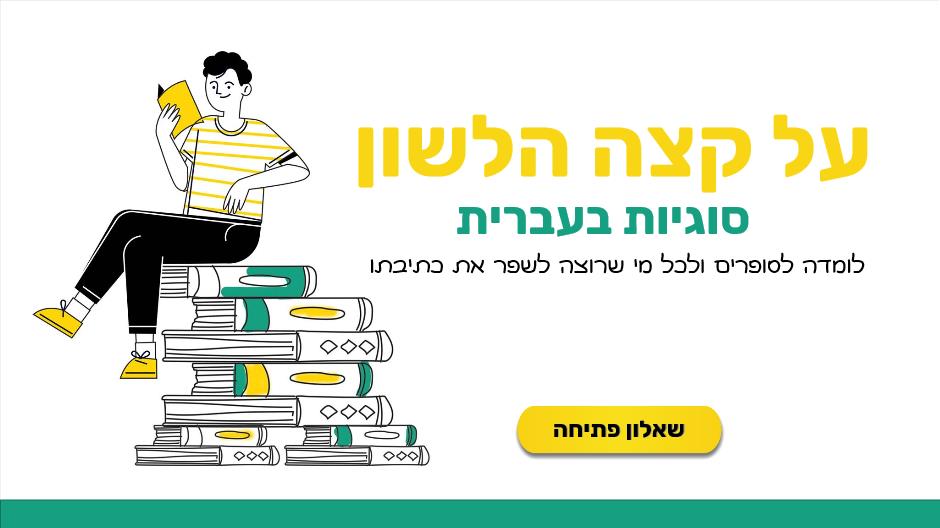 על קצה הלשון
סוגיות בעברית
לומדה לסופרים ולכל מי שרוצה לשפר את כתיבתו
שאלון פתיחה